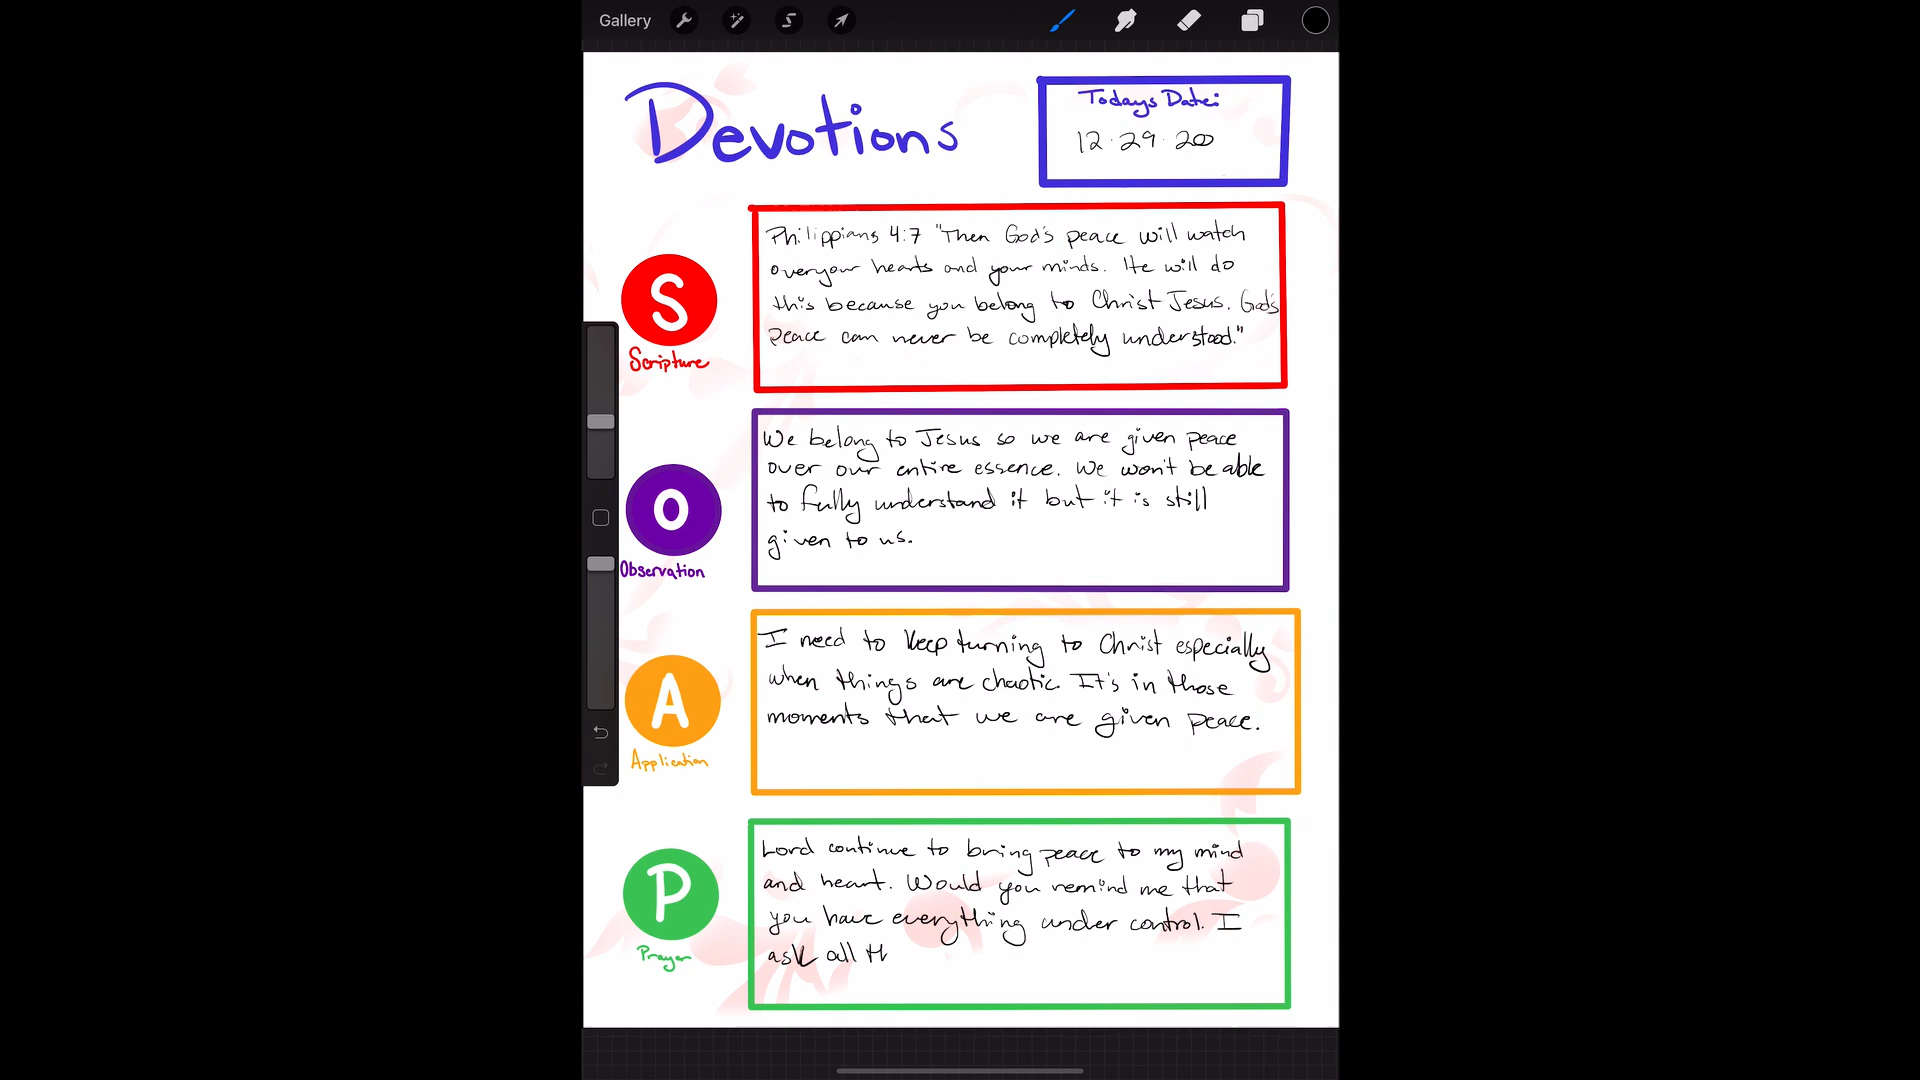 Gallery
Devotions
Todays Date:
12.29.20
S
Scripture
Philippians 4:7 "Then God's peace will watch
over your hearts and your minds. He will do
this because you belong to Christ Jesus. God's
peace can never be completely understood."
O
Observation
We belong to Jesus so we are given peace
over our entire essence. We won't be able
to fully understand it but it is still
given to us.
A
Application
I need to keep turning to Christ especially
when things are chaotic. It's in those
moments that we are given peace.
P
Prayer
Lord continue to bring peace to my mind
and heart. Would you remind me that
you have everything under control. I
ask all th